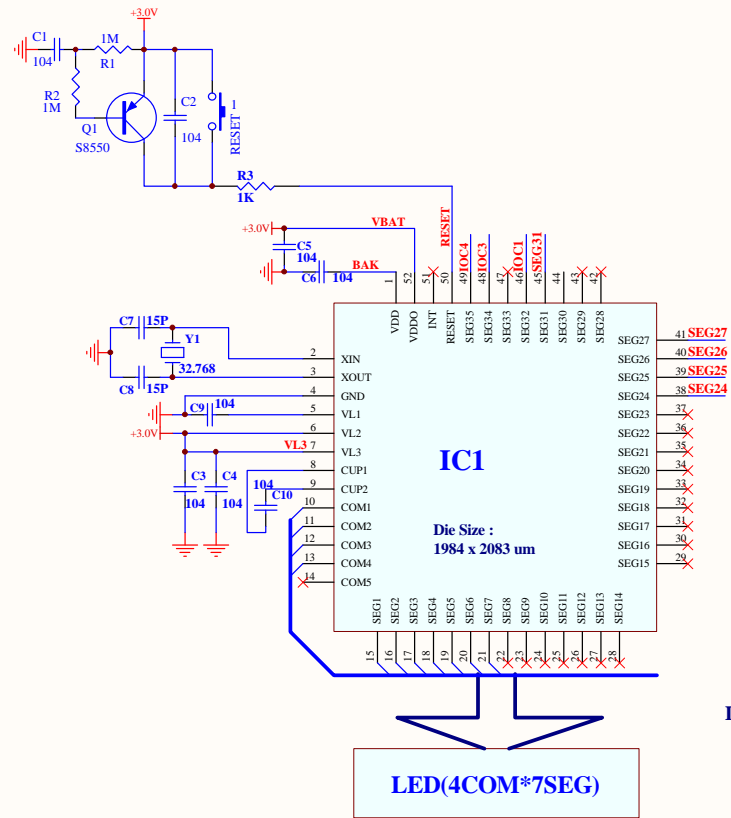 +3.0V
C1
104
1M
R1
R2
1M
Q1
S8550
C2
104
1
RESET
R3
1K
+3.0V
VBAT
C5
104
BAK
C6
104
RESET
IOC4
IOC3
IOC1
SEG31
1
52
51
50
49
48
47
46
45
44
43
42
VDD
VDDO
INT
RESET
SEG35
SEG34
SEG33
SEG32
SEG31
SEG30
SEG29
SEG28
C7
15P
Y1
32.768
C8
15P
C9
104
+3.0V
VL3
C3
104
C4
104
104
C10
2 XIN
3 XOUT
4 GND
5 VL1
6 VL2
7 VL3
8 CUP1
9 CUP2
10 COM1
11 COM2
12 COM3
13 COM4
14 COM5
IC1
Die Size :
1984 x 2083 um
SEG27 41 SEG27
SEG26 40 SEG26
SEG25 39 SEG25
SEG24 38 SEG24
SEG23 37
SEG22 36
SEG21 35
SEG20 34
SEG19 33
SEG18 32
SEG17 31
SEG16 30
SEG15 29
SEG1
SEG2
SEG3
SEG4
SEG5
SEG6
SEG7
SEG8
SEG9
SEG10
SEG11
SEG12
SEG13
SEG14
15
16
17
18
19
20
21
22
23
24
25
26
27
28
LED(4COM*7SEG)